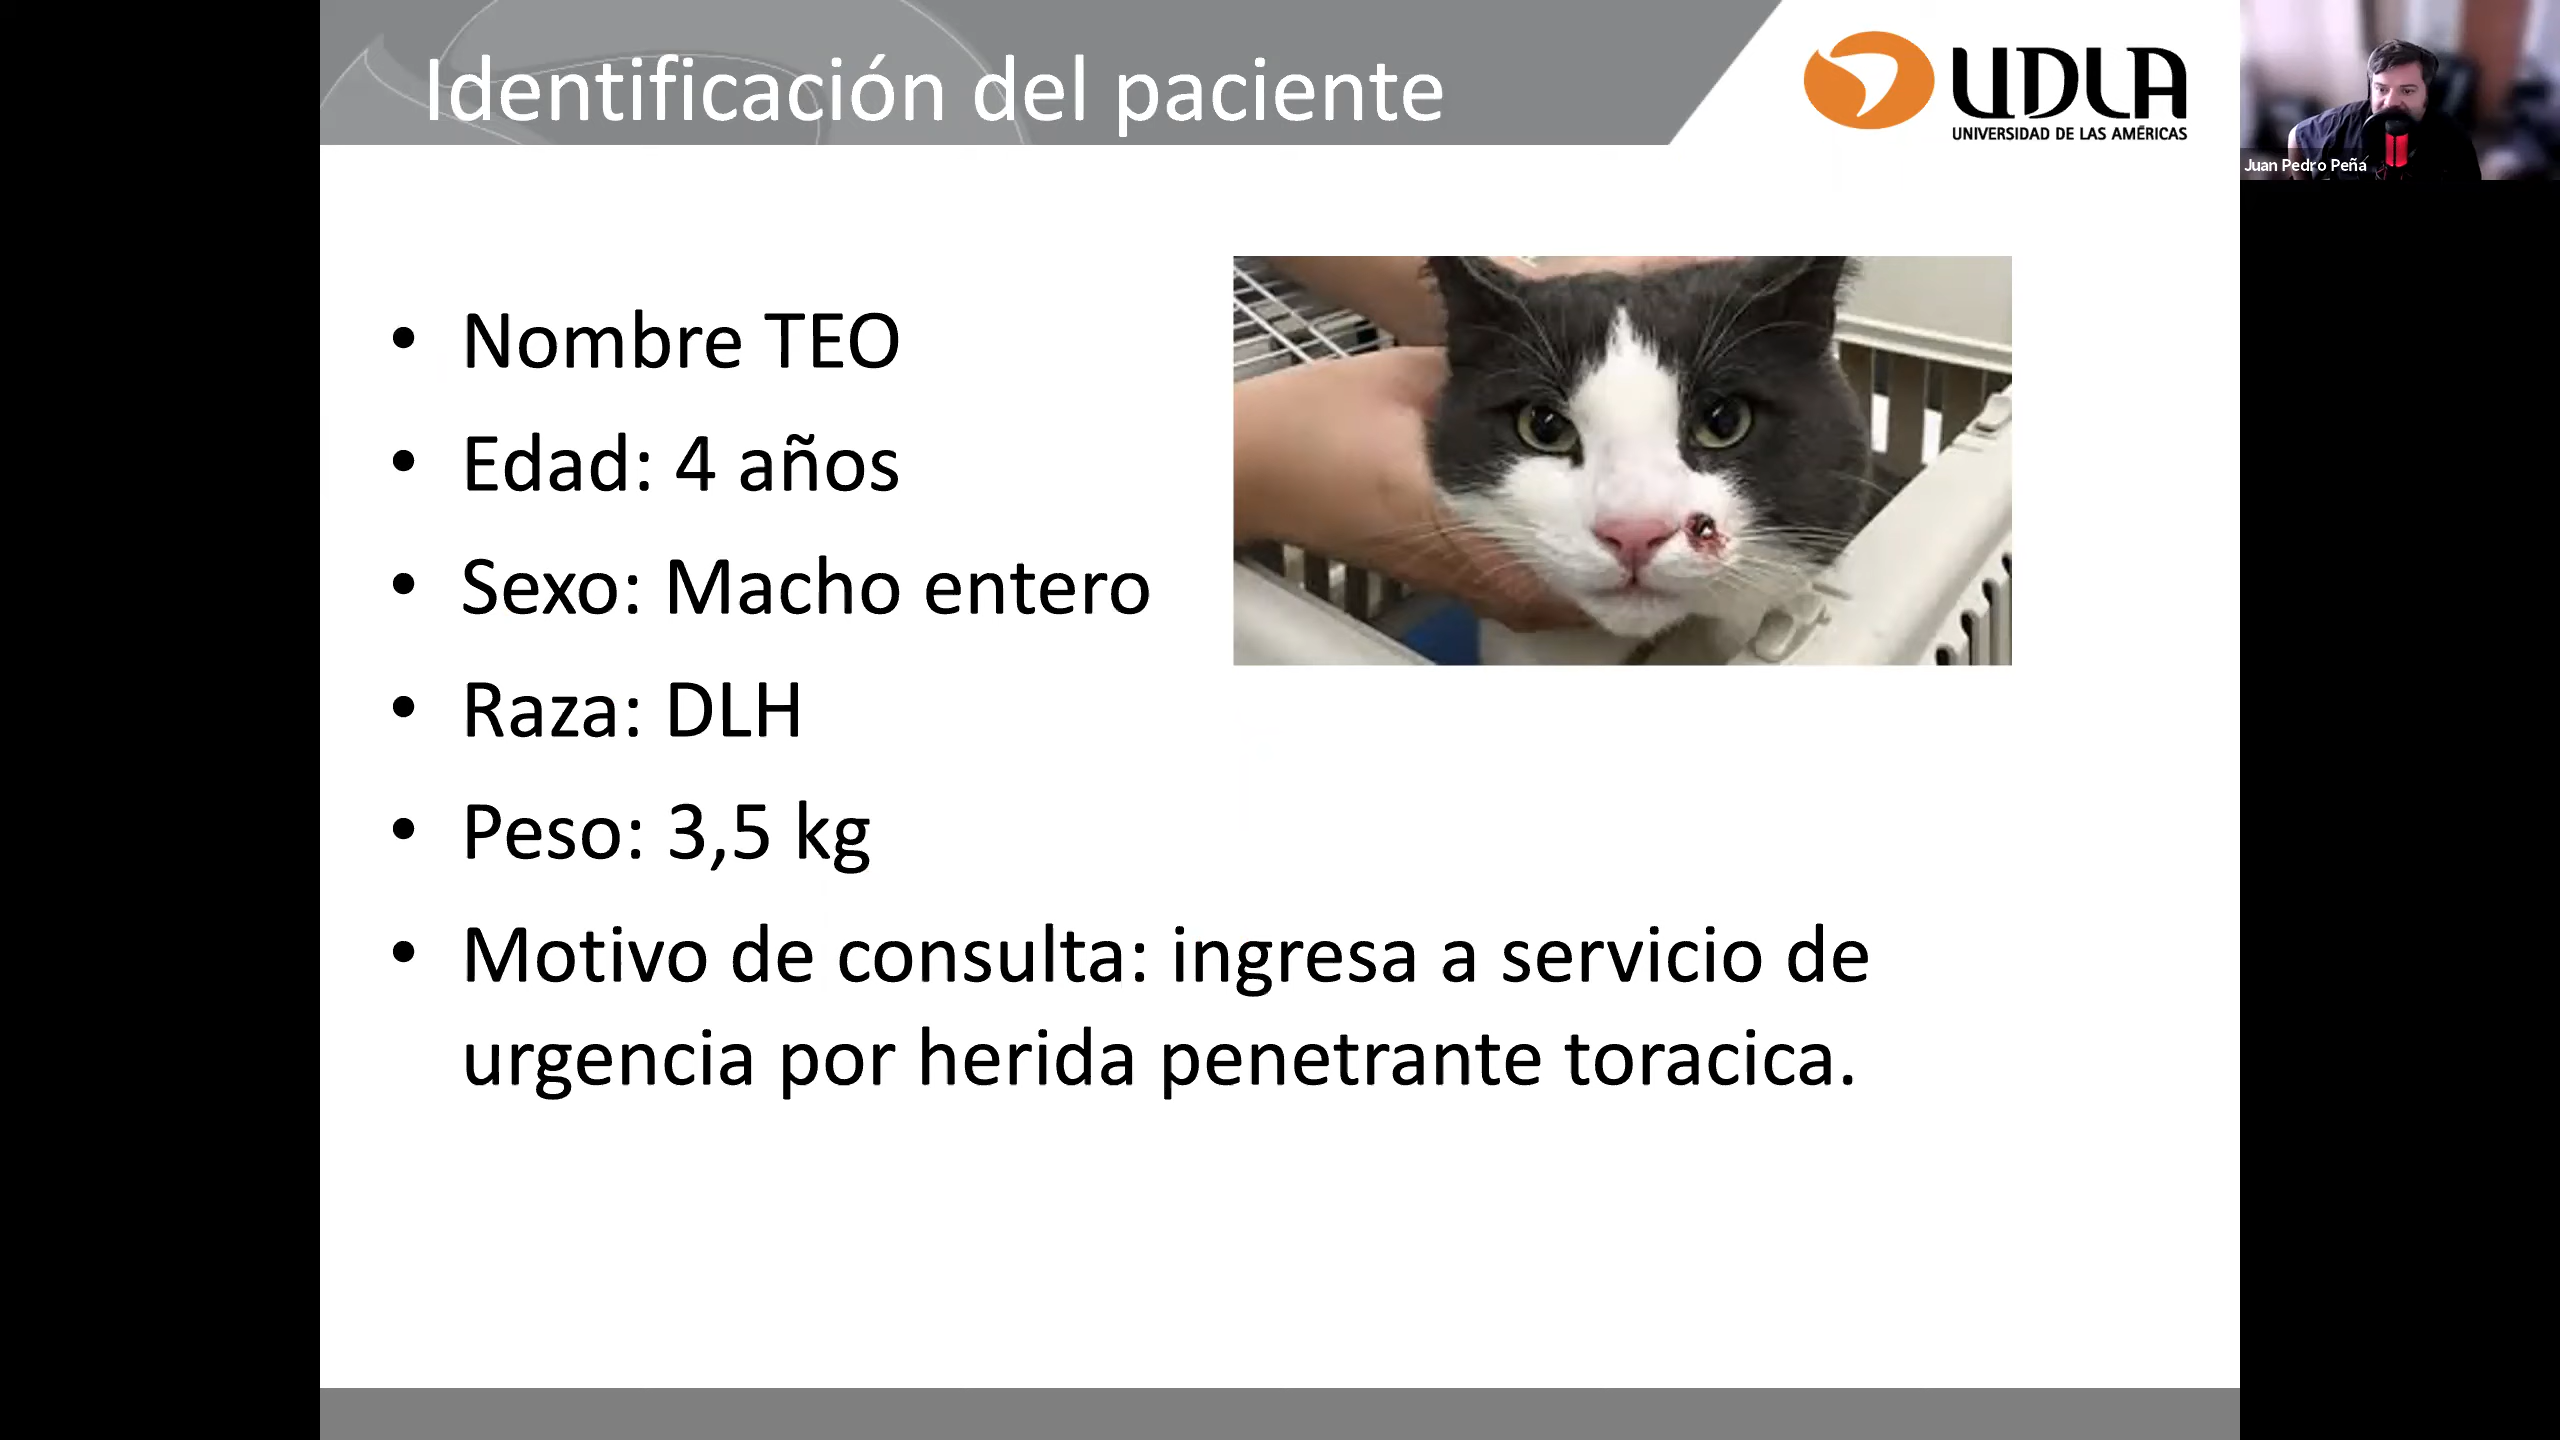 Identificación del paciente
UDLA
UNIVERSIDAD DE LAS AMÉRICAS
Juan Pedro Peña
• Nombre TEO
• Edad: 4 años
• Sexo: Macho entero
• Raza: DLH
• Peso: 3,5 kg
• Motivo de consulta: ingresa a servicio de
urgencia por herida penetrante toracica.